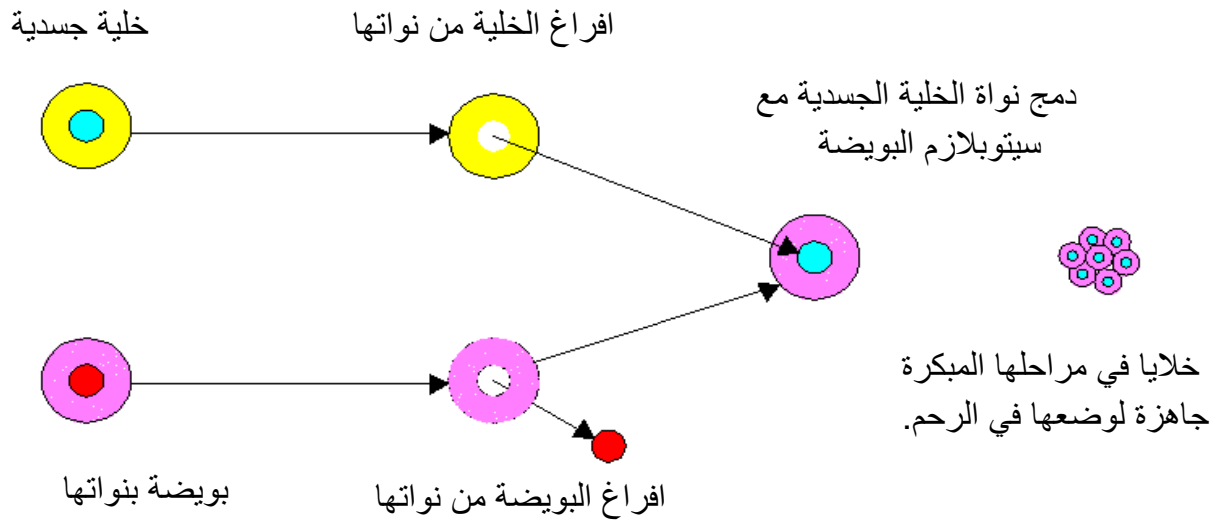 خلية جسدية
افراغ الخلية من نواتها
دمج نواة الخلية الجسدية مع
سيتوبلازم البويضة
خلايا في مراحلها المبكرة
جاهزة لوضعها في الرحم.
بويضة بنواتها
افراغ البويضة من نواتها